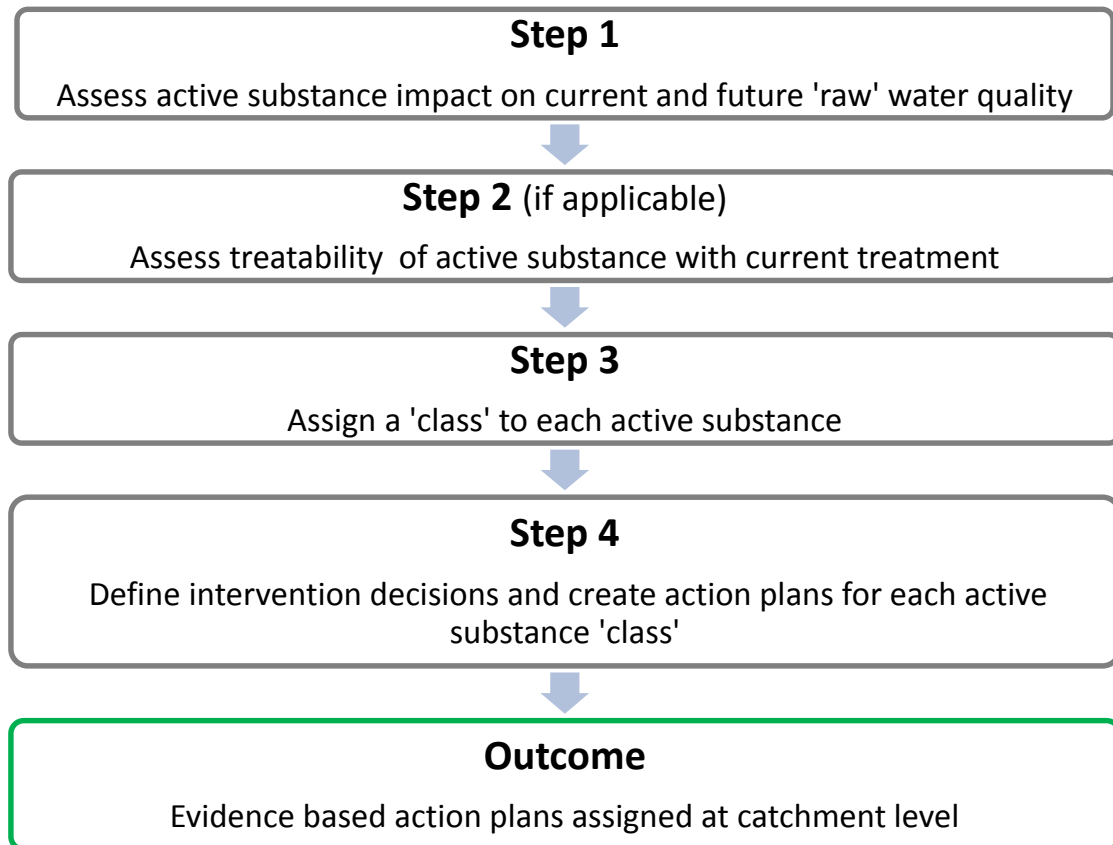 Step 1
Assess active substance impact on current and future 'raw' water quality
Step 2 (if applicable)
Assess treatability of active substance with current treatment
Step 3
Assign a 'class' to each active substance
Step 4
Define intervention decisions and create action plans for each active
substance 'class'
Outcome
Evidence based action plans assigned at catchment level